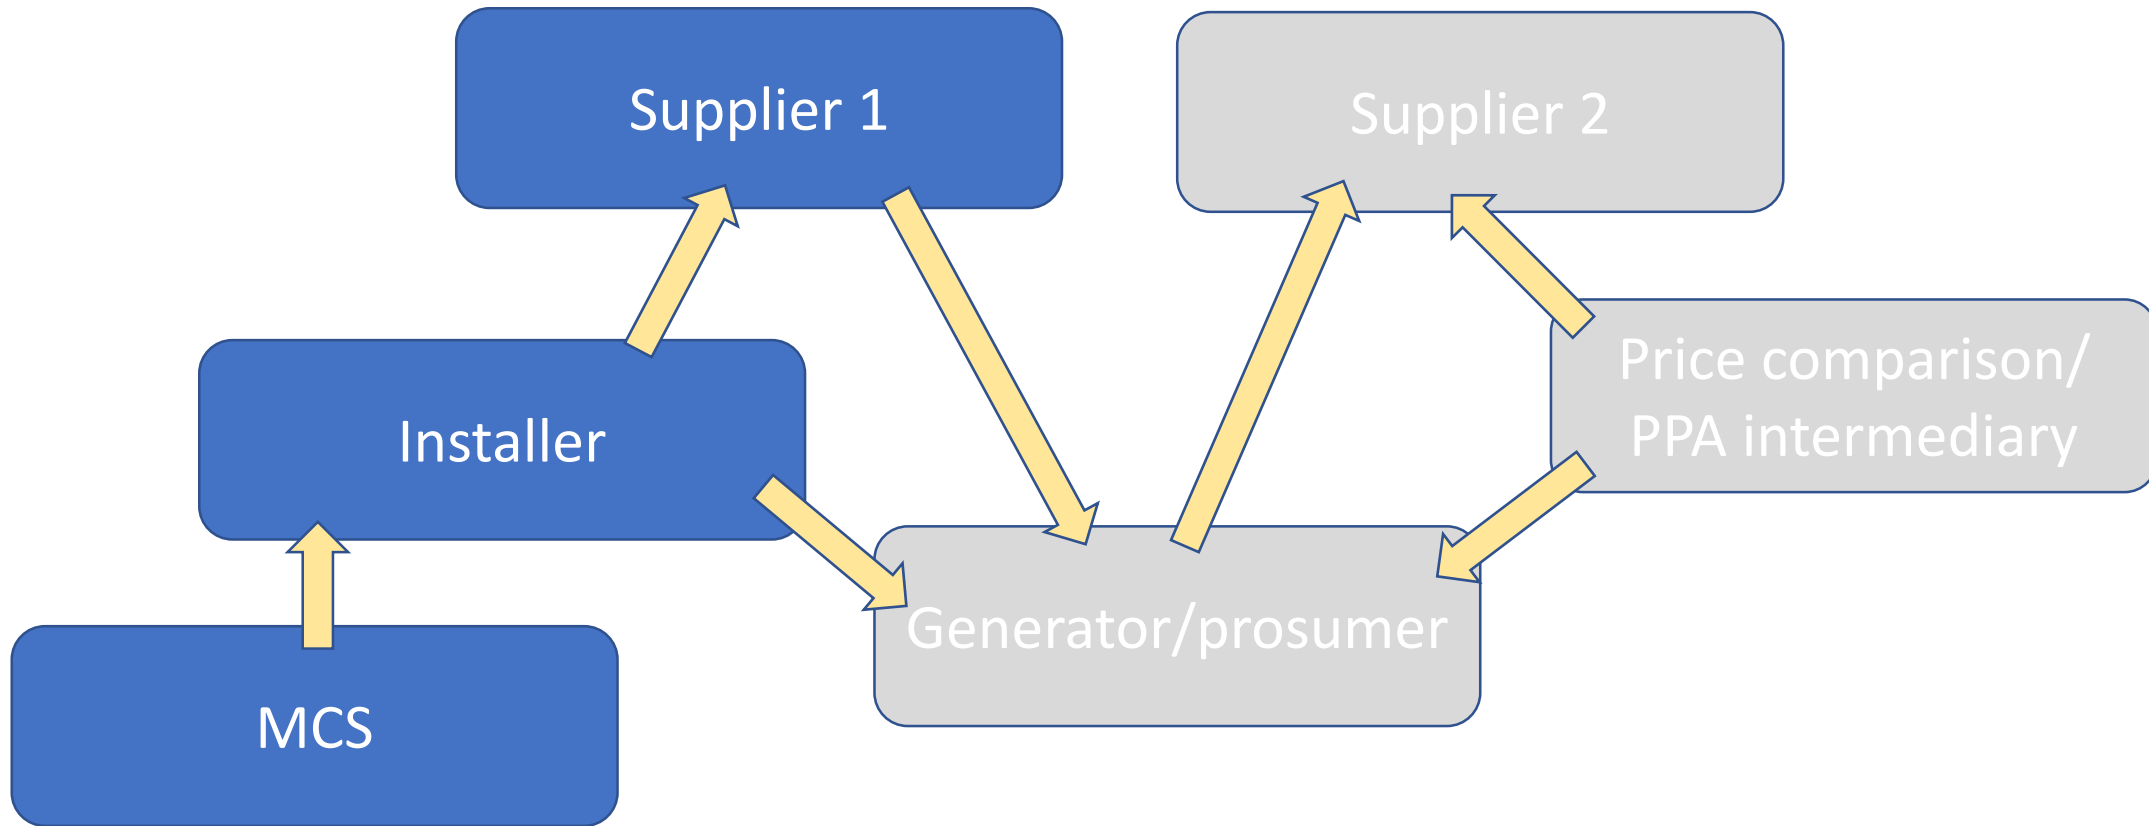 Supplier 1
Supplier 2
Price comparison/
PPA intermediary
Installer
Generator/prosumer
MCS